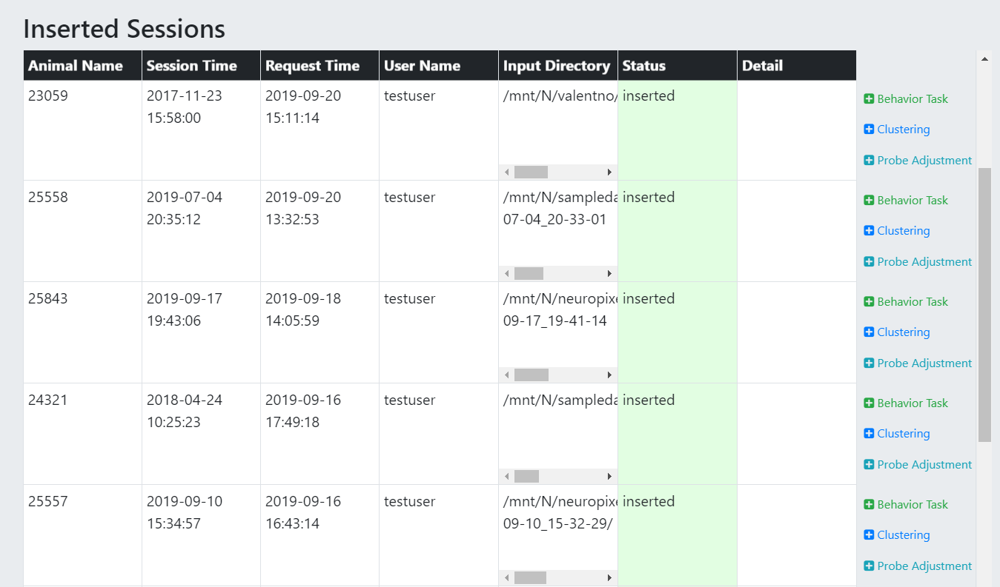 Inserted Sessions
Animal Name Session Time Request Time User Name Input Directory Status Detail
23059 2017-11-23 2019-09-20 testuser /mnt/N/valentno/ inserted
15:58:00 15:11:14
Behavior Task
Clustering
Probe Adjustment
25558 2019-07-04 2019-09-20 testuser /mnt/N/sampleda inserted
20:35:12 13:32:53 07-04_20-33-01
Behavior Task
Clustering
Probe Adjustment
25843 2019-09-17 2019-09-18 testuser /mnt/N/neuropixe inserted
19:43:06 14:05:59 09-17_19-41-14
Behavior Task
Clustering
Probe Adjustment
24321 2018-04-24 2019-09-16 testuser /mnt/N/sampleda inserted
10:25:23 17:49:18
Behavior Task
Clustering
Probe Adjustment
25557 2019-09-10 2019-09-16 testuser /mnt/N/neuropixe inserted
15:34:57 16:43:14 09-10_15-32-29/
Behavior Task
Clustering
Probe Adjustment